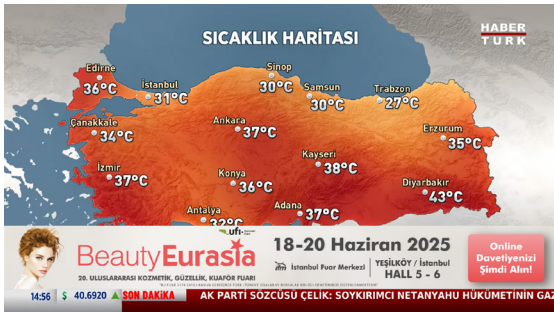 HABER
TÜRK
SICAKLIK HARİTASI
Edirne
36°C
İstanbul
31°C
Sinop
30°C
Samsun
30°C
Trabzon
27°C
Çanakkale
34°C
Ankara
37°C
Erzurum
35°C
İzmir
37°C
Konya
36°C
Kayseri
38°C
Diyarbakır
43°C
Antalya
Adana
37°C
ufi
BeautyEurasia
20. ULUSLARARASI KOZMETİK, GÜZELLİK, KUAFÖR FUARI
18-20 Haziran 2025
İstanbul Fuar Merkezi
YEŞİLKÖY / İstanbul
HALL 5 - 6
Online
Davetiyenizi
Şimdi Alın!
14:56 $ 40.6920 SON DAKİKA AK PARTİ SÖZCÜSÜ ÇELİK: SOYKIRIMCI NETANYAHU HÜKÜMETİNİN GAZ